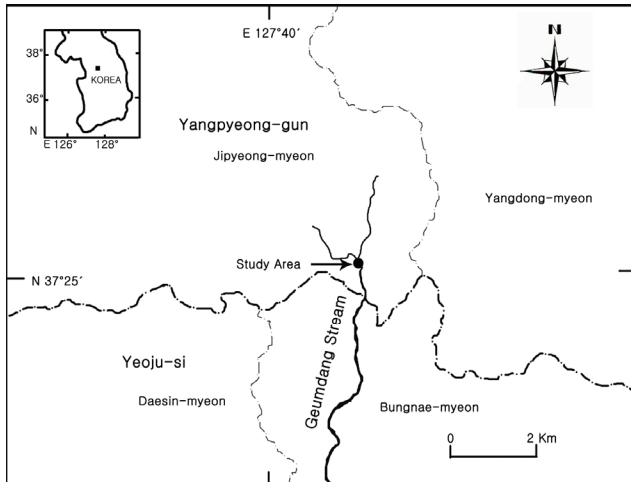 E 127°40′
N
38°
KOREA
36°
N
E 126°
128°
Yangpyeong-gun
Jipyeong-myeon
Yangdong-myeon
Study Area
N 37°25′
Geumdang Stream
Yeoju-si
Daesin-myeon
Bungnae-myeon
0
2 Km